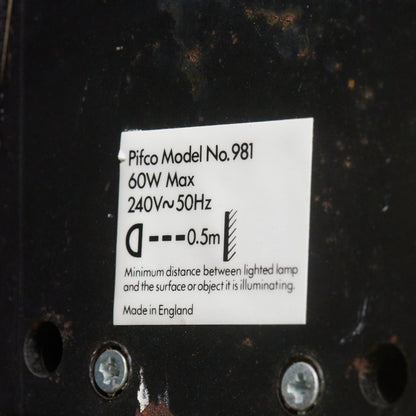 Pifco Model No. 981
60W Max
240V~50Hz
0.5m
Minimum distance between lighted lamp
and the surface or object it is illuminating.
Made in England